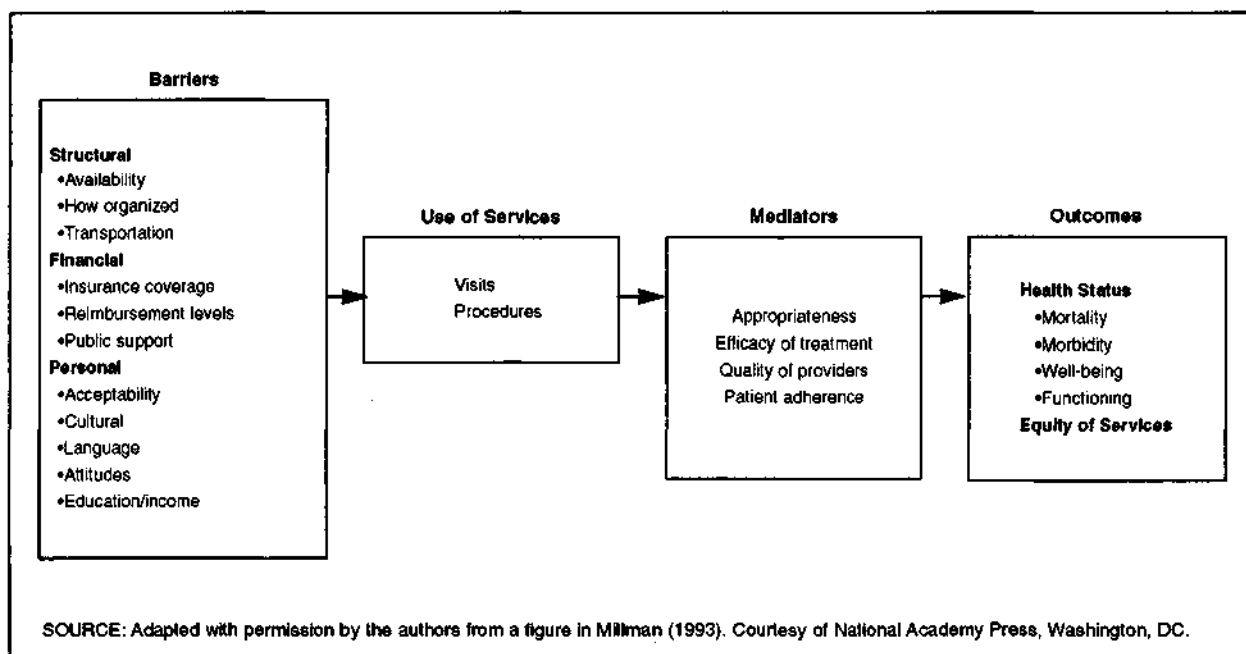 Barriers
Structural
•Availability
•How organized
•Transportation
Financial
•Insurance coverage
•Reimbursement levels
•Public support
Personal
•Acceptability
•Cultural
•Language
•Attitudes
•Education/income
Use of Services
Visits
Procedures
Mediators
Appropriateness
Efficacy of treatment
Quality of providers
Patient adherence
Outcomes
Health Status
•Mortality
•Morbidity
•Well-being
•Functioning
Equity of Services
SOURCE: Adapted with permission by the authors from a figure in Millman (1993). Courtesy of National Academy Press, Washington, DC.